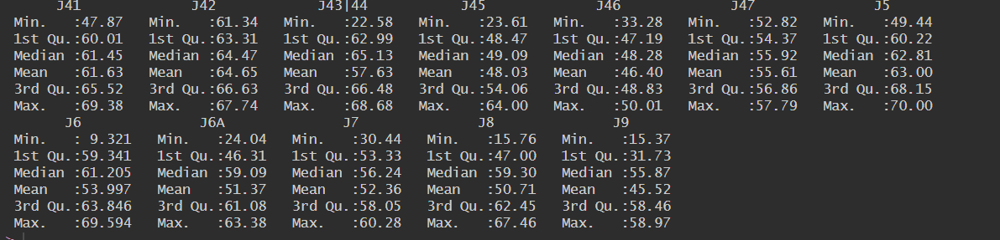 J41 J42 J43|44 J45 J46 J47 J5
Min. :47.87 Min. :61.34 Min. :22.58 Min. :23.61 Min. :33.28 Min. :52.82 Min. :49.44
1st Qu.:60.01 1st Qu.:63.31 1st Qu.:62.99 1st Qu.:48.47 1st Qu.:47.19 1st Qu.:54.37 1st Qu.:60.22
Median :61.45 Median :64.47 Median :65.13 Median :49.09 Median :48.28 Median :55.92 Median :62.81
Mean :61.63 Mean :64.65 Mean :57.63 Mean :48.03 Mean :46.40 Mean :55.61 Mean :63.00
3rd Qu.:65.52 3rd Qu.:66.63 3rd Qu.:66.48 3rd Qu.:54.06 3rd Qu.:48.83 3rd Qu.:56.86 3rd Qu.:68.15
Max. :69.38 Max. :67.74 Max. :68.68 Max. :64.00 Max. :50.01 Max. :57.79 Max. :70.00
J6 J6A J7 J8 J9
Min. : 9.321 Min. :24.04 Min. :30.44 Min. :15.76 Min. :15.37
1st Qu.:59.341 1st Qu.:46.31 1st Qu.:53.33 1st Qu.:47.00 1st Qu.:31.73
Median :61.205 Median :59.09 Median :56.24 Median :59.30 Median :55.87
Mean :53.997 Mean :51.37 Mean :52.36 Mean :50.71 Mean :45.52
3rd Qu.:63.846 3rd Qu.:61.08 3rd Qu.:58.05 3rd Qu.:62.45 3rd Qu.:58.46
Max. :69.594 Max. :63.38 Max. :60.28 Max. :67.46 Max. :58.97